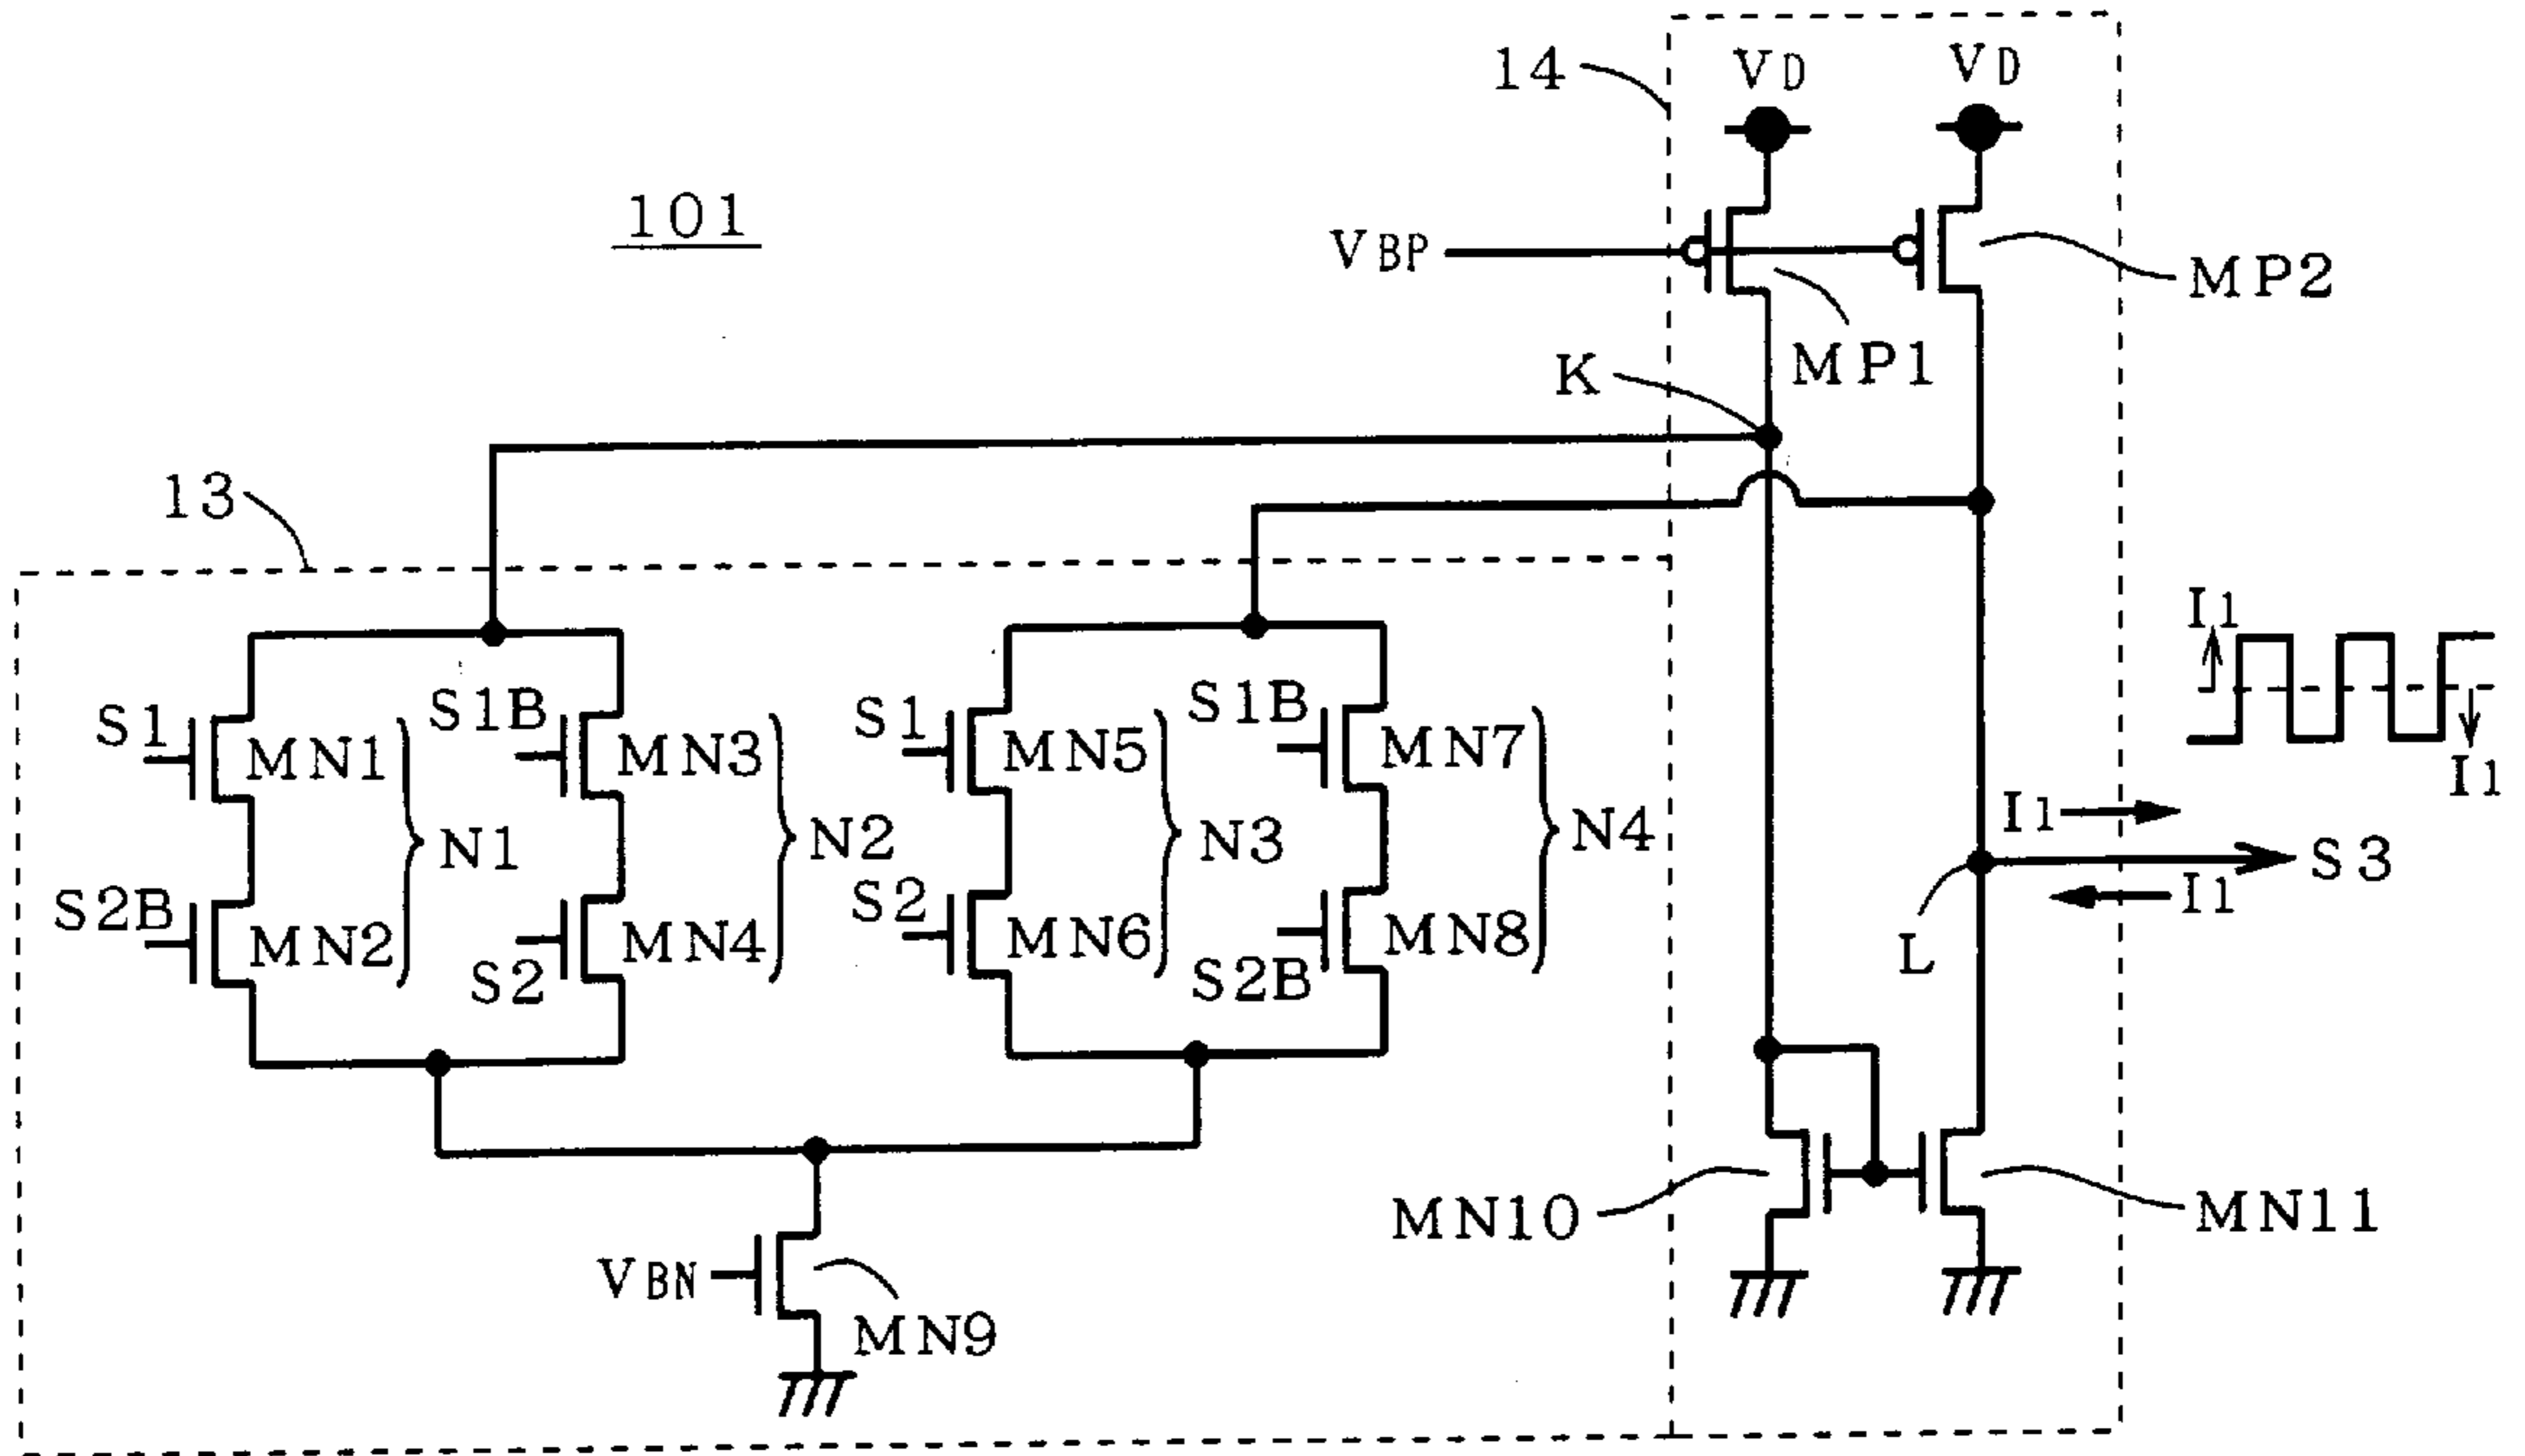 14
VD VD
101
VBP
MP2
MP1
K
13
I1
S1 MN1
S1B MN3
S1 MN5
S1B MN7
I1
N1
N2
N3
N4
I1
S3
S2B MN2
S2 MN4
S2 MN6
S2B MN8
I1
L
MN10
MN11
VBN
MN9